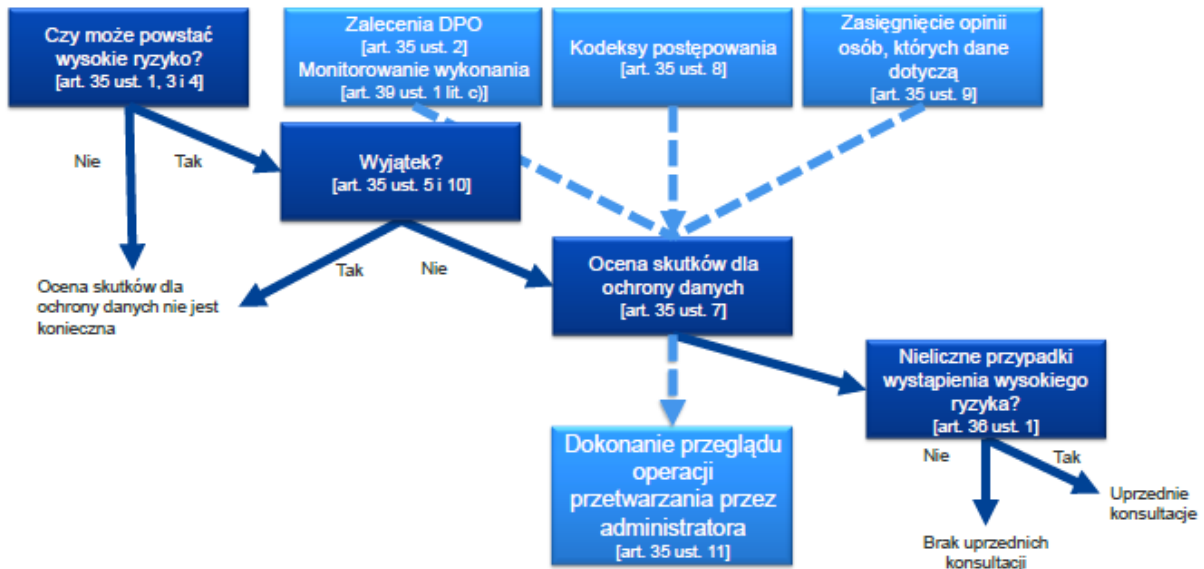 Czy może powstać
wysokie ryzyko?
[art. 35 ust. 1, 3 i 4]
Zalecenia DPO
[art. 35 ust. 2]
Monitorowanie wykonania
[art. 39 ust. 1 lit. c)]
Kodeksy postępowania
[art. 35 ust. 8]
Zasięgnięcie opinii
osób, których dane
dotyczą
[art. 35 ust. 9]
Nie
Tak
Wyjątek?
[art. 35 ust. 5 i 10]
Tak
Nie
Ocena skutków dla
ochrony danych nie jest
konieczna
Ocena skutków dla
ochrony danych
[art. 35 ust. 7]
Nieliczne przypadki
wystąpienia wysokiego
ryzyka?
[art. 36 ust. 1]
Dokonanie przeglądu
operacji
przetwarzania przez
administratora
[art. 35 ust. 11]
Nie
Tak
Uprzednie
konsultacje
Brak uprzednich
konsultacji